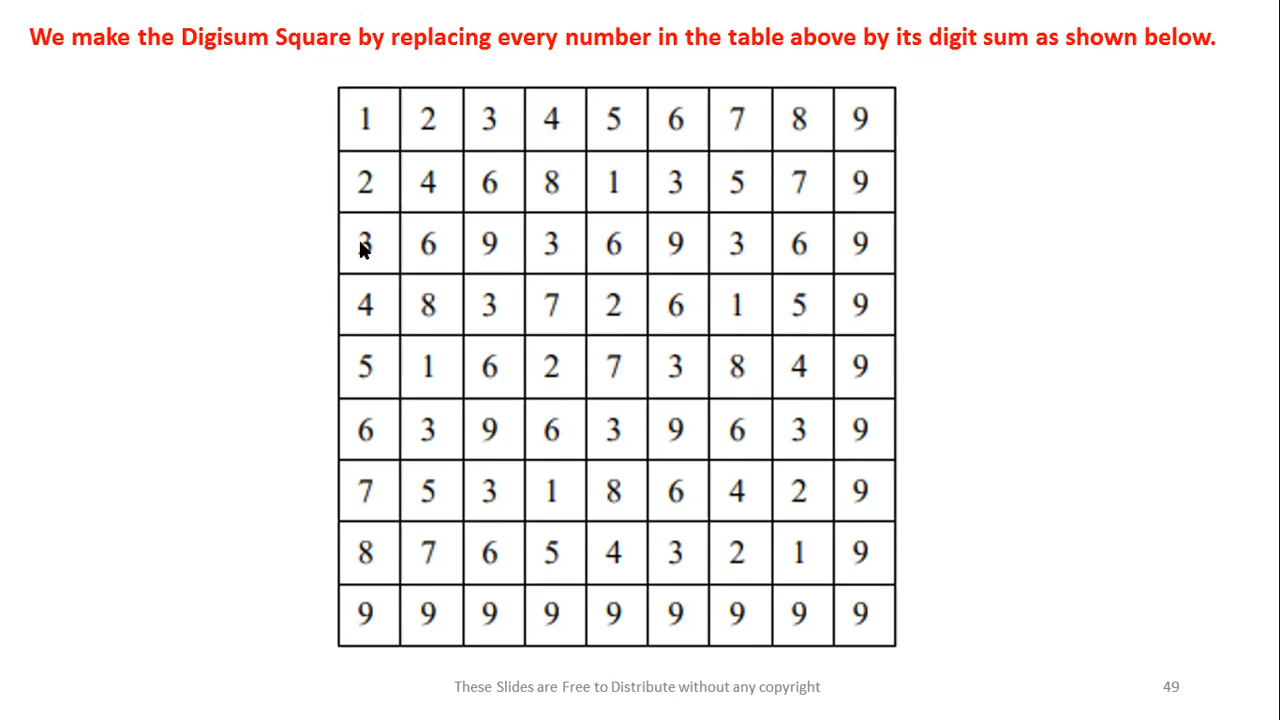 We make the Digisum Square by replacing every number in the table above by its digit sum as shown below.
1 2 3 4 5 6 7 8 9
2 4 6 8 1 3 5 7 9
3 6 9 3 6 9 3 6 9
4 8 3 7 2 6 1 5 9
5 1 6 2 7 3 8 4 9
6 3 9 6 3 9 6 3 9
7 5 3 1 8 6 4 2 9
8 7 6 5 4 3 2 1 9
9 9 9 9 9 9 9 9 9
These Slides are Free to Distribute without any copyright
49